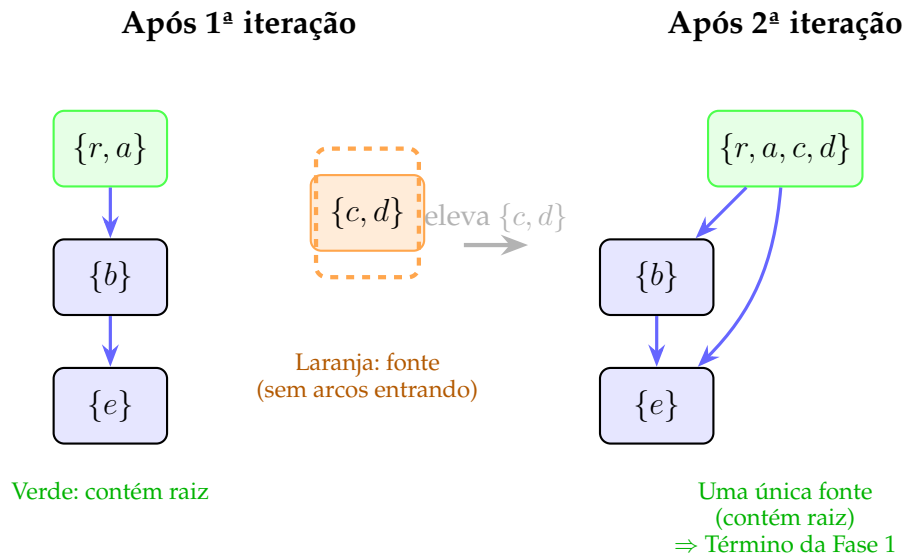 Após 1ª iteração
Após 2ª iteração
{r, a}
{c, d}
eleva {c, d}
{r, a, c, d}
{b}
{b}
Laranja: fonte
(sem arcos entrando)
{e}
{e}
Verde: contém raiz
Uma única fonte
(contém raiz)
⇒ Término da Fase 1